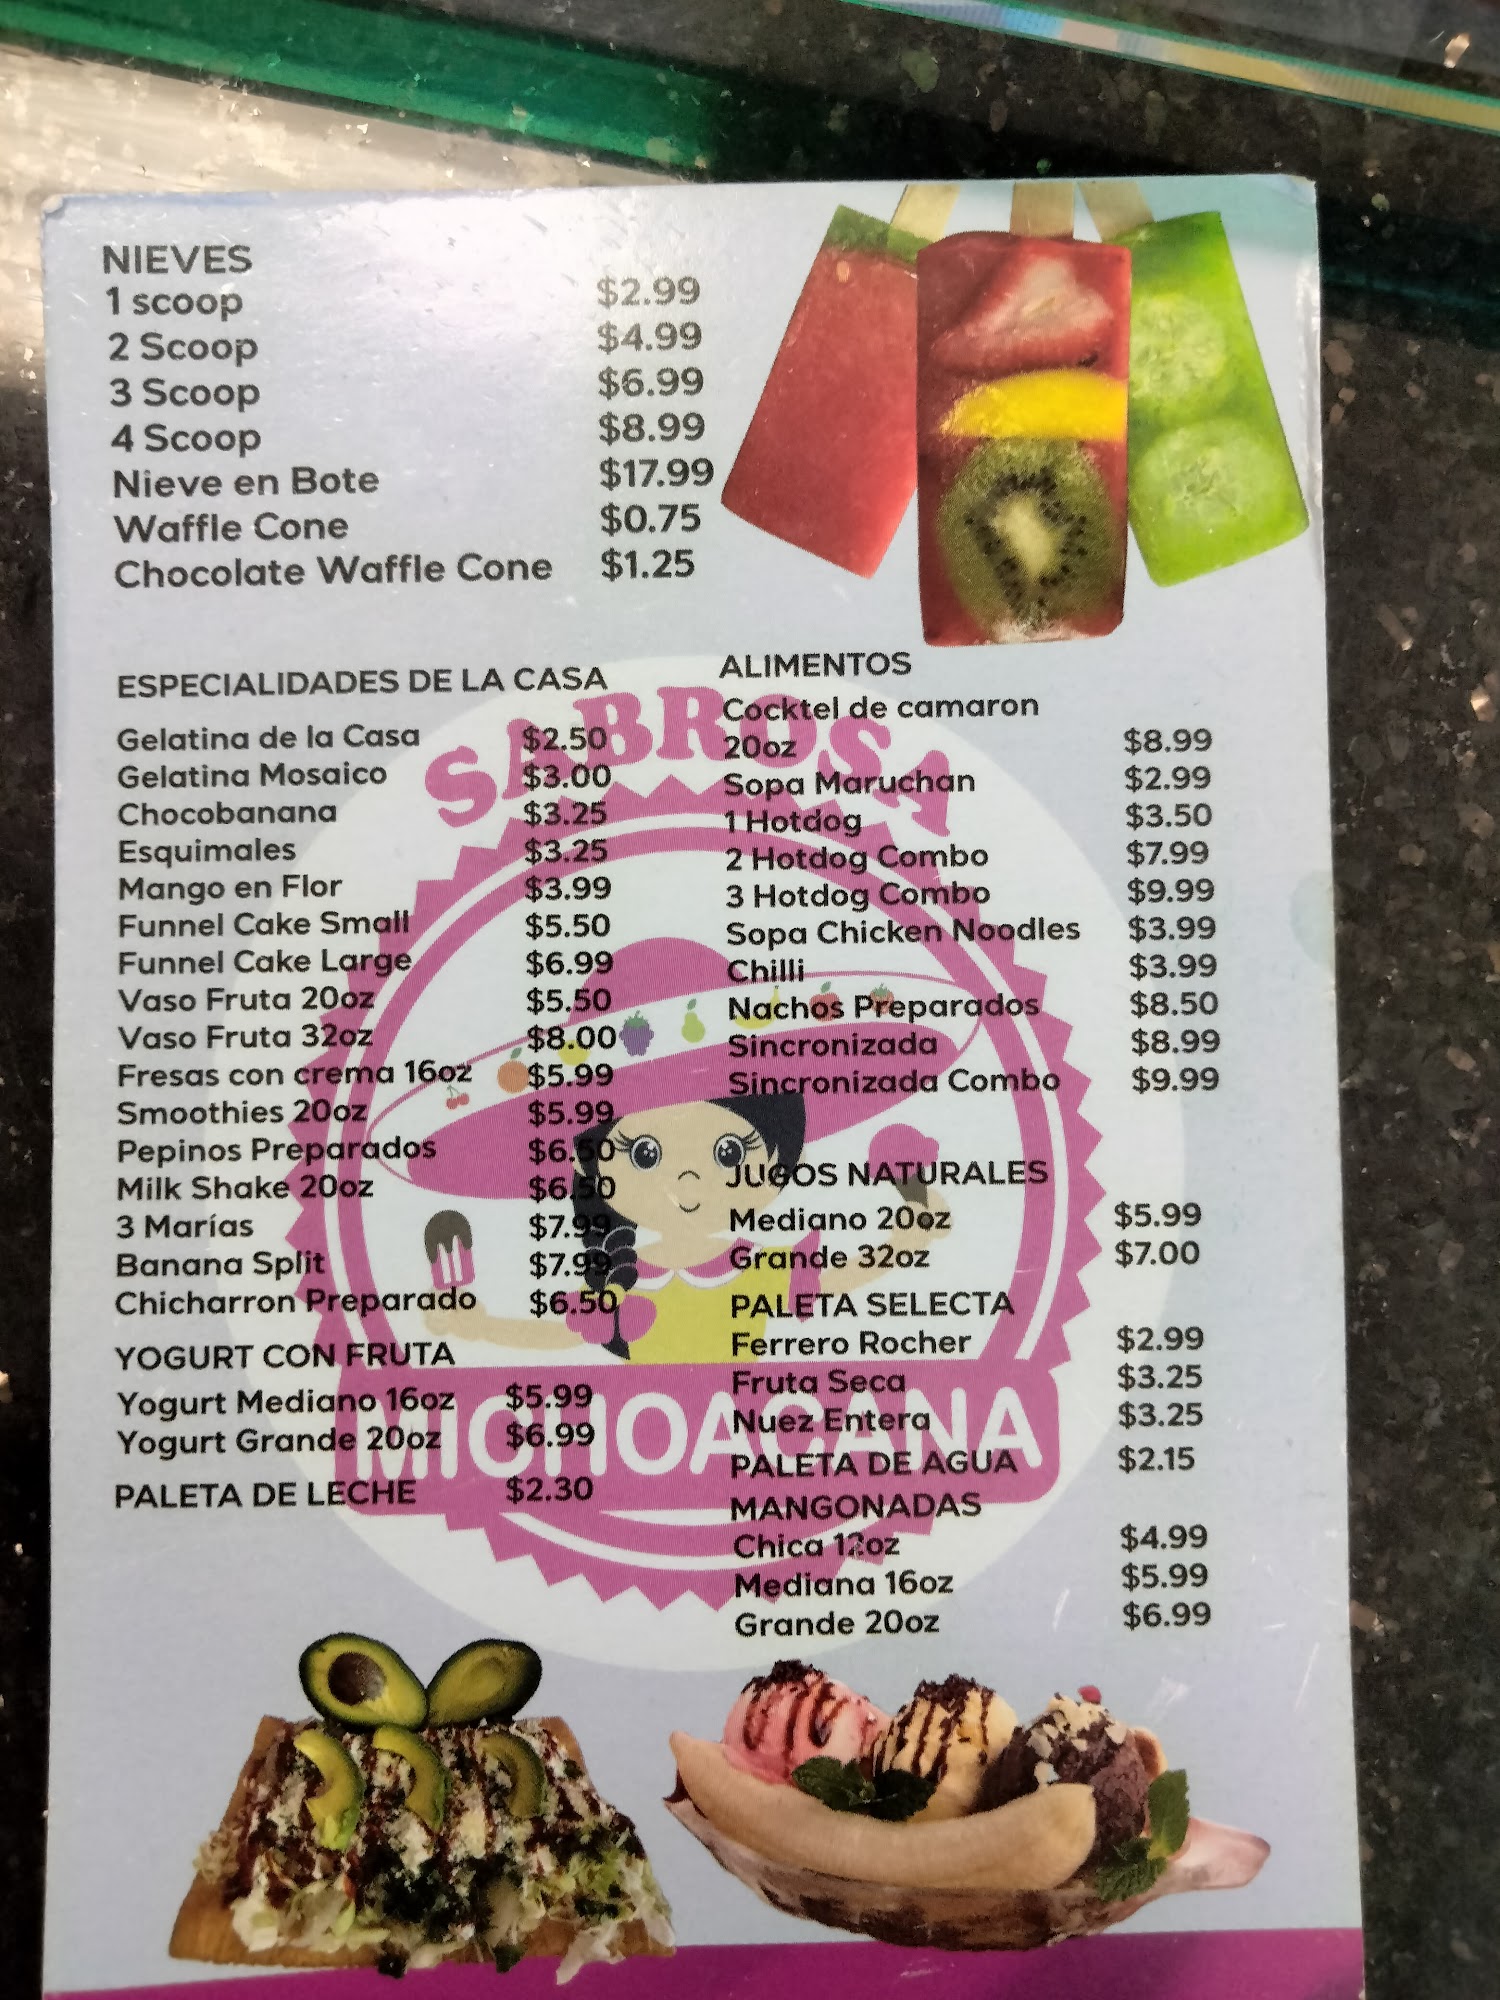 NIEVES
1 scoop $2.99
2 Scoop $4.99
3 Scoop $6.99
4 Scoop $8.99
Nieve en Bote $17.99
Waffle Cone $0.75
Chocolate Waffle Cone $1.25
ESPECIALIDADES DE LA CASA
Gelatina de la Casa $2.50
Gelatina Mosaico $3.00
Chocobanana $3.25
Esquimales $3.25
Mango en Flor $3.99
Funnel Cake Small $5.50
Funnel Cake Large $6.99
Vaso Fruta 20oz $5.50
Vaso Fruta 32oz $8.00
Fresas con crema 16oz $5.99
Smoothies 20oz $5.99
Pepinos Preparados $6.50
Milk Shake 20oz $6.50
3 Marías $7.99
Banana Split $7.99
Chicharron Preparado $6.50
YOGURT CON FRUTA
Yogurt Mediano 16oz $5.99
Yogurt Grande 20oz $6.99
PALETA DE LECHE $2.30
ALIMENTOS
Cocktel de camaron
20oz $8.99
Sopa Maruchan $2.99
1 Hotdog $3.50
2 Hotdog Combo $7.99
3 Hotdog Combo $9.99
Sopa Chicken Noodles $3.99
Chilli $3.99
Nachos Preparados $8.50
Sincronizada $8.99
Sincronizada Combo $9.99
JUGOS NATURALES
Mediano 20oz $5.99
Grande 32oz $7.00
PALETA SELECTA
Ferrero Rocher $2.99
Fruta Seca $3.25
Nuez Entera $3.25
PALETA DE AGUA $2.15
MANGONADAS
Chica 12oz $4.99
Mediana 16oz $5.99
Grande 20oz $6.99
SABROSA
MICHOACANA